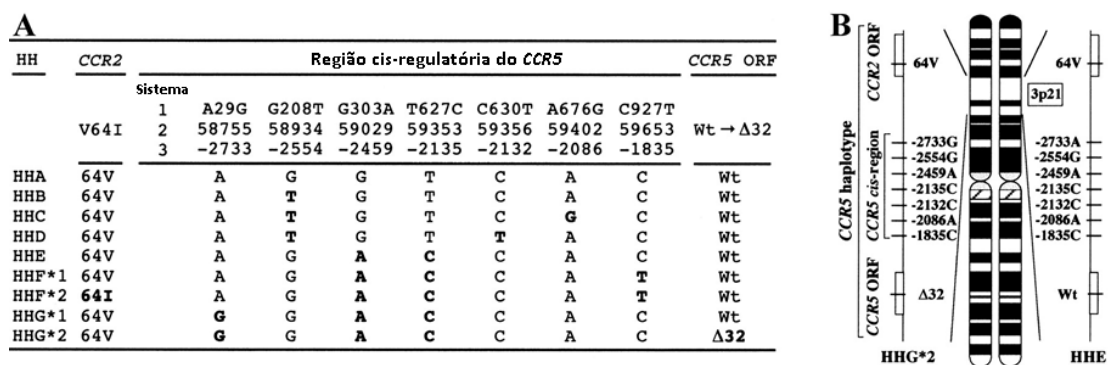 A
HH CCR2 Região cis-regulatória do CCR5 CCR5 ORF
Sistema
1 A29G G208T G303A T627C C630T A676G C927T
V64I 2 58755 58934 59029 59353 59356 59402 59653 Wt → Δ32
3 -2733 -2554 -2459 -2135 -2132 -2086 -1835
HHA 64V A G G T C A C Wt
HHB 64V A T G T C A C Wt
HHC 64V A T G T C G C Wt
HHD 64V A T G T T A C Wt
HHE 64V A G A C C A C Wt
HHF*1 64V A G A C C A T Wt
HHF*2 64I A G A C C A T Wt
HHG*1 64V G G A C C A C Wt
HHG*2 64V G G A C C A C Δ32
B
CCR5 haplotype
CCR2 ORF
64V
64V
3p21
CCR5 cis-region
-2733G
-2554G
-2459A
-2135C
-2132C
-2086A
-1835C
-2733A
-2554G
-2459A
-2135C
-2132C
-2086A
-1835C
CCR5 ORF
Δ32
Wt
HHG*2
HHE